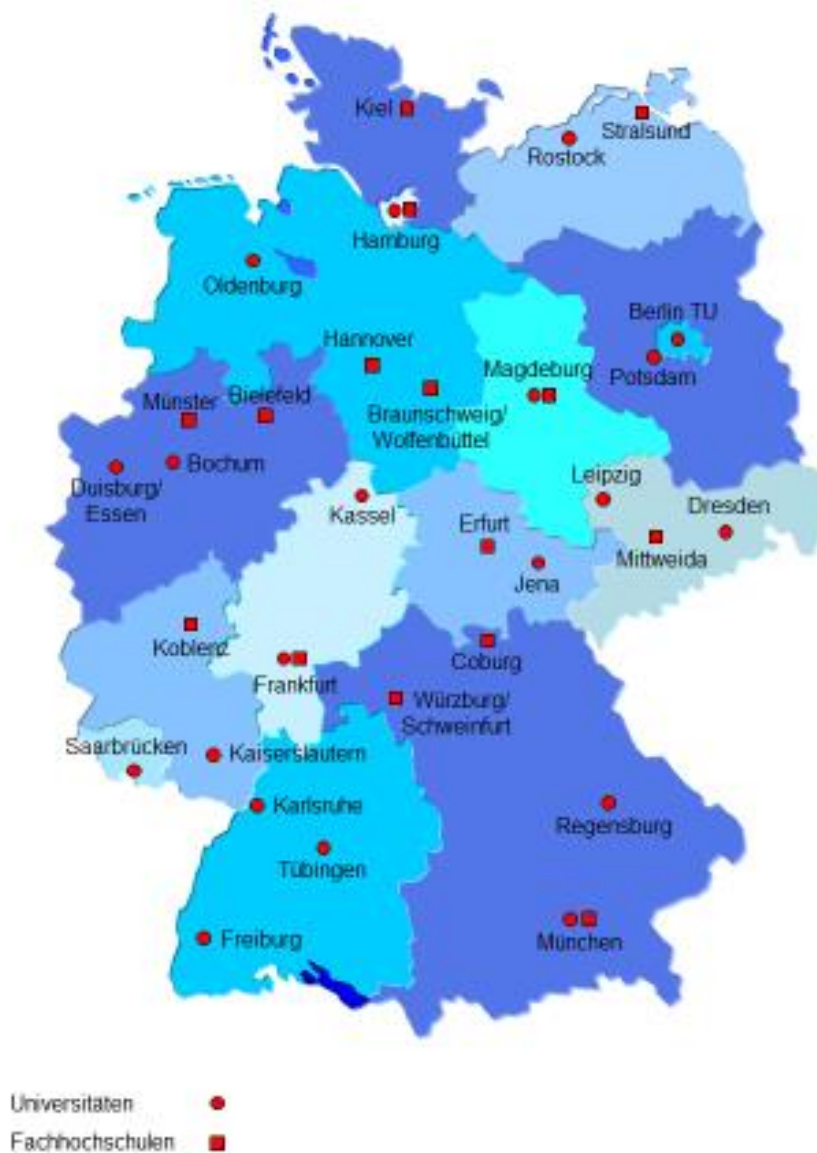 Kiel
Stralsund
Rostock
Hamburg
Oldenburg
Berlin TU
Hannover
Magdeburg
Potsdam
Münster
Bielefeld
Braunschweig/
Wolfenbüttel
Bochum
Leipzig
Duisburg/
Essen
Dresden
Kassel
Erfurt
Mittweida
Jena
Koblenz
Coburg
Frankfurt
Würzburg/
Schweinfurt
Saarbrücken
Kaiserslautern
Karlsruhe
Regensburg
Tübingen
Freiburg
München
Universitäten
Fachhochschulen